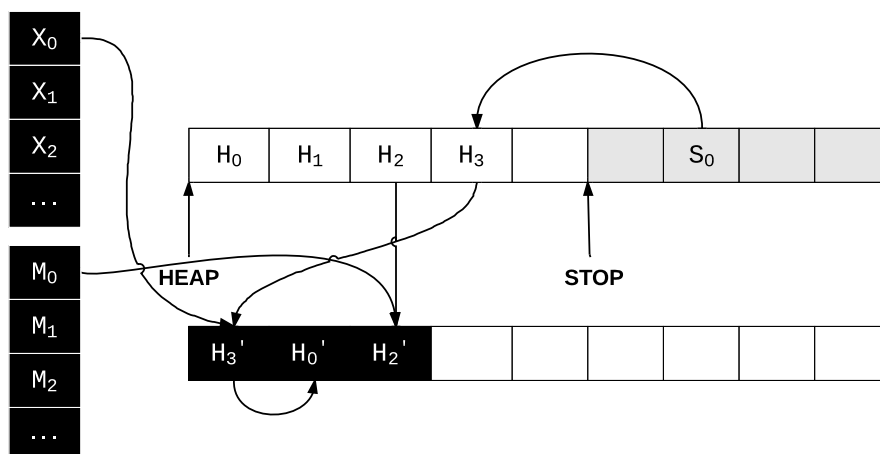 X₀
X₁
X₂
...
H₀ H₁ H₂ H₃ S₀
M₀
M₁
M₂
...
HEAP STOP
H₃' H₀' H₂'